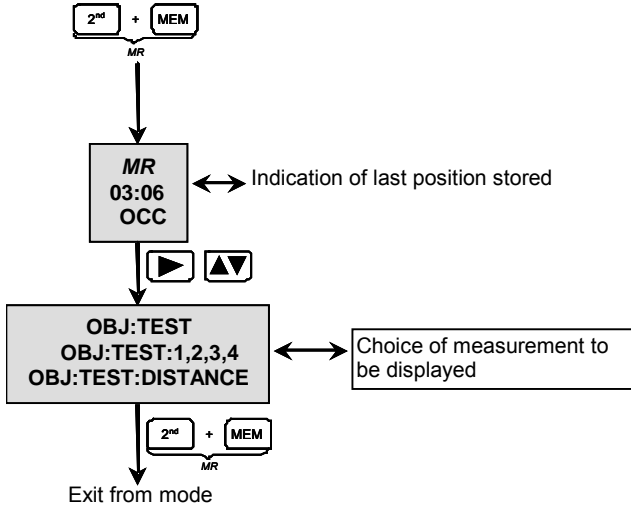 2nd + MEM
MR
MR
03:06
OCC
Indication of last position stored
OBJ:TEST
OBJ:TEST:1,2,3,4
OBJ:TEST:DISTANCE
Choice of measurement to
be displayed
2nd + MEM
MR
Exit from mode